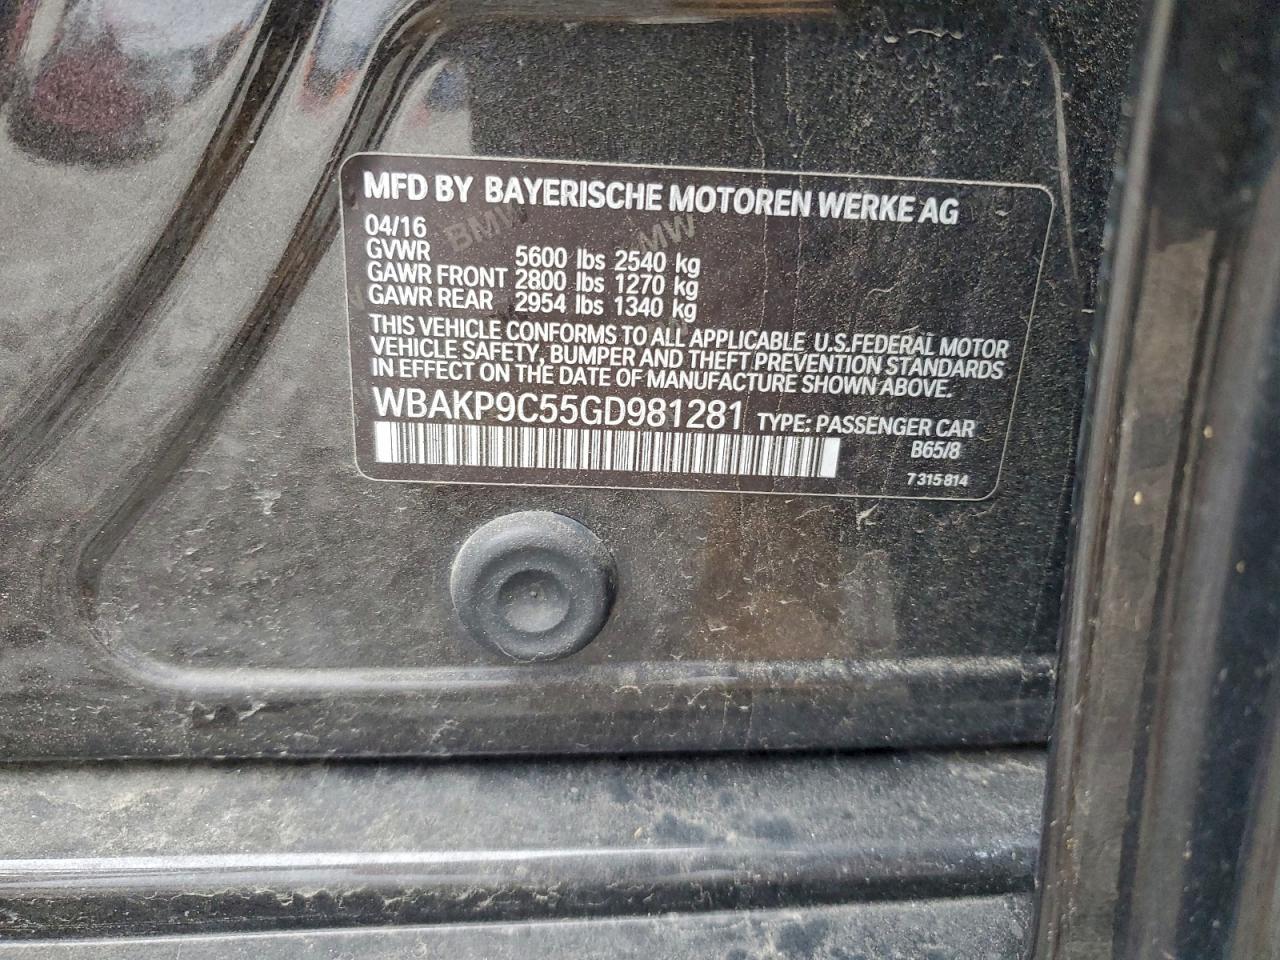 MFD BY BAYERISCHE MOTOREN WERKE AG
04/16
GVWR 5600 lbs 2540 kg
GAWR FRONT 2800 lbs 1270 kg
GAWR REAR 2954 lbs 1340 kg
THIS VEHICLE CONFORMS TO ALL APPLICABLE U.S.FEDERAL MOTOR
VEHICLE SAFETY, BUMPER AND THEFT PREVENTION STANDARDS
IN EFFECT ON THE DATE OF MANUFACTURE SHOWN ABOVE.
WBAKP9C55GD981281 TYPE: PASSENGER CAR
B65/8
7 315 814